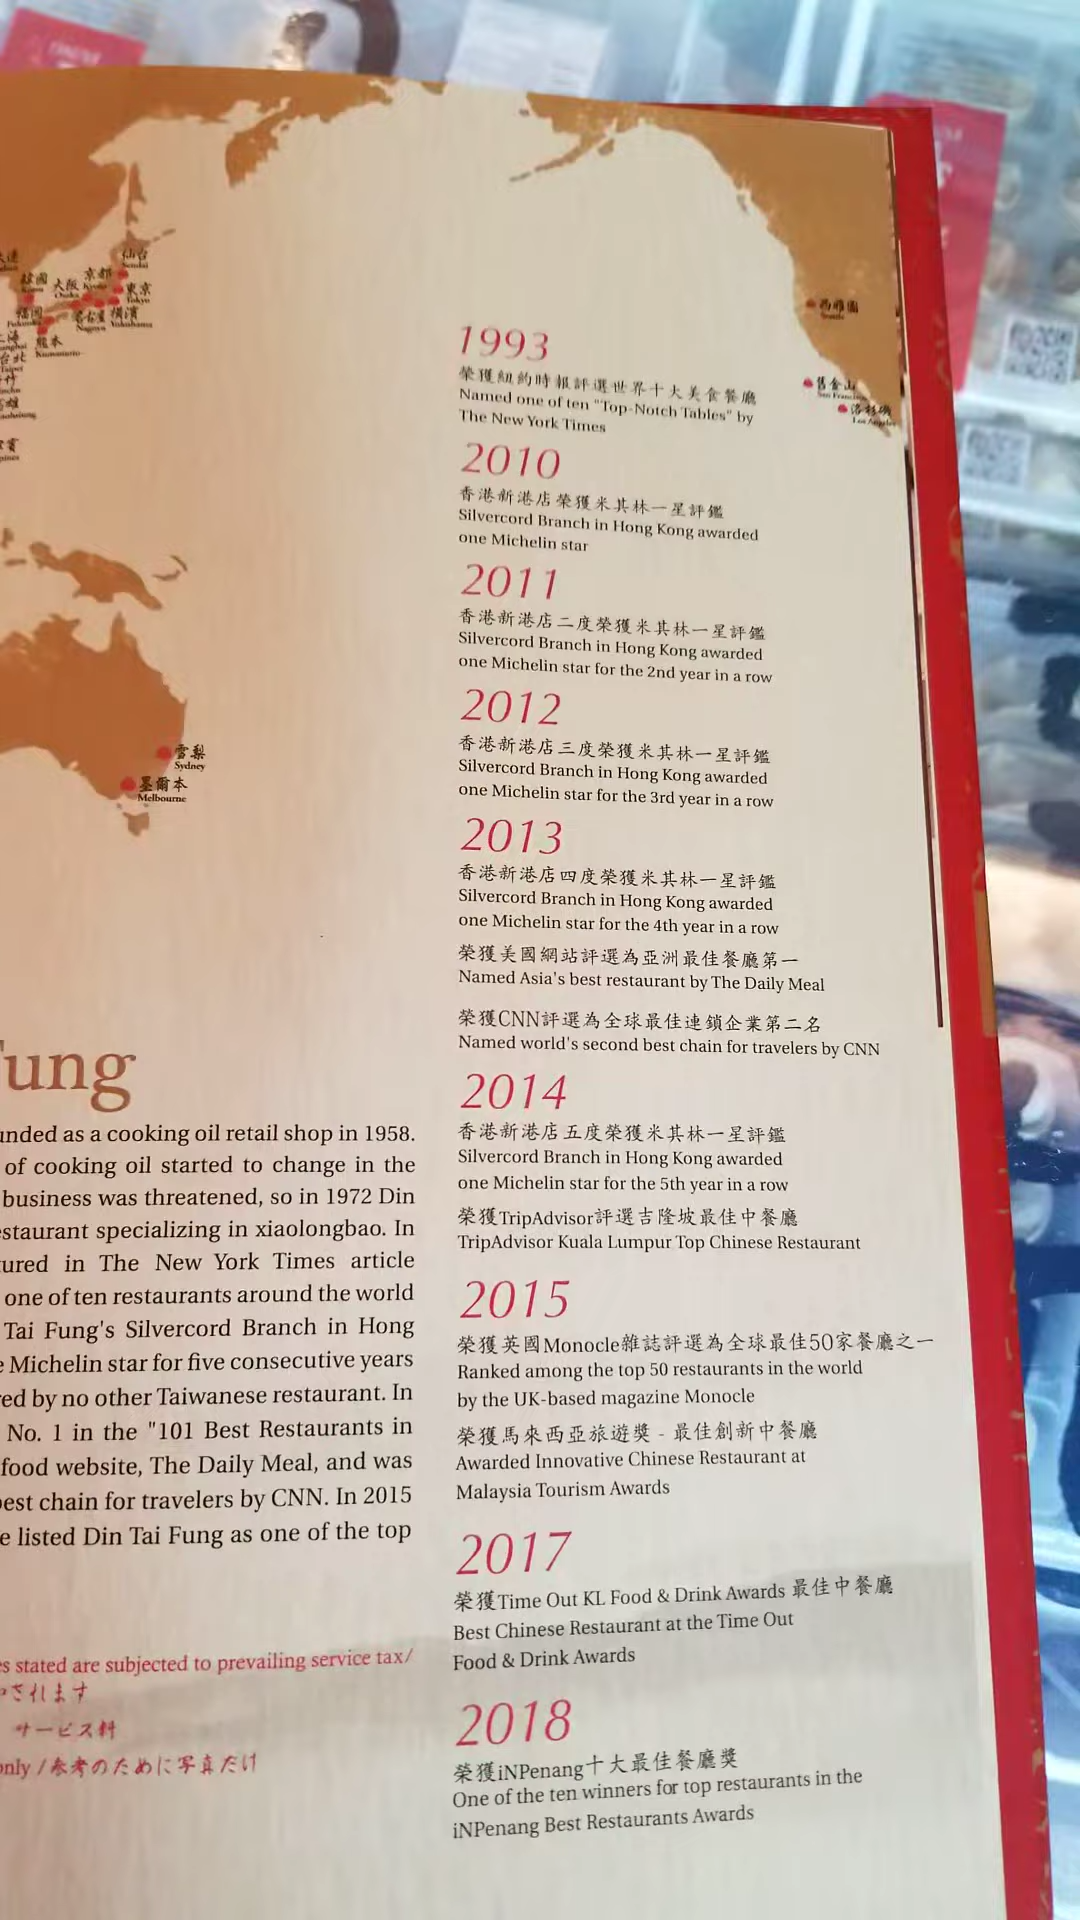 仙台
Sendai
京都
Kyoto
大阪
Osaka
東京
Tokyo
韓國
福岡
名古屋
Nagoya
橫濱
Yokohama
熊本
Kumamoto
台北
西雅圖
Seattle
舊金山
San Francisco
洛杉磯
Los Angeles
雪梨
Sydney
墨爾本
Melbourne
ung
unded as a cooking oil retail shop in 1958.
of cooking oil started to change in the
business was threatened, so in 1972 Din
estaurant specializing in xiaolongbao. In
tured in The New York Times article
one of ten restaurants around the world
Tai Fung's Silvercord Branch in Hong
e Michelin star for five consecutive years
red by no other Taiwanese restaurant. In
No. 1 in the "101 Best Restaurants in
food website, The Daily Meal, and was
best chain for travelers by CNN. In 2015
e listed Din Tai Fung as one of the top
es stated are subjected to prevailing service tax/
されます
サービス料
only /参考のために写真だけ
1993
榮獲紐約時報評選世界十大美食餐廳
Named one of ten "Top-Notch Tables" by
The New York Times
2010
香港新港店榮獲米其林一星評鑑
Silvercord Branch in Hong Kong awarded
one Michelin star
2011
香港新港店二度榮獲米其林一星評鑑
Silvercord Branch in Hong Kong awarded
one Michelin star for the 2nd year in a row
2012
香港新港店三度榮獲米其林一星評鑑
Silvercord Branch in Hong Kong awarded
one Michelin star for the 3rd year in a row
2013
香港新港店四度榮獲米其林一星評鑑
Silvercord Branch in Hong Kong awarded
one Michelin star for the 4th year in a row
榮獲美國網站評選為亞洲最佳餐廳第一
Named Asia's best restaurant by The Daily Meal
榮獲CNN評選為全球最佳連鎖企業第二名
Named world's second best chain for travelers by CNN
2014
香港新港店五度榮獲米其林一星評鑑
Silvercord Branch in Hong Kong awarded
one Michelin star for the 5th year in a row
榮獲TripAdvisor評選吉隆坡最佳中餐廳
TripAdvisor Kuala Lumpur Top Chinese Restaurant
2015
榮獲英國Monocle雜誌評選為全球最佳50家餐廳之一
Ranked among the top 50 restaurants in the world
by the UK-based magazine Monocle
榮獲馬來西亞旅遊獎 - 最佳創新中餐廳
Awarded Innovative Chinese Restaurant at
Malaysia Tourism Awards
2017
榮獲Time Out KL Food & Drink Awards 最佳中餐廳
Best Chinese Restaurant at the Time Out
Food & Drink Awards
2018
榮獲iNPenang十大最佳餐廳獎
One of the ten winners for top restaurants in the
iNPenang Best Restaurants Awards